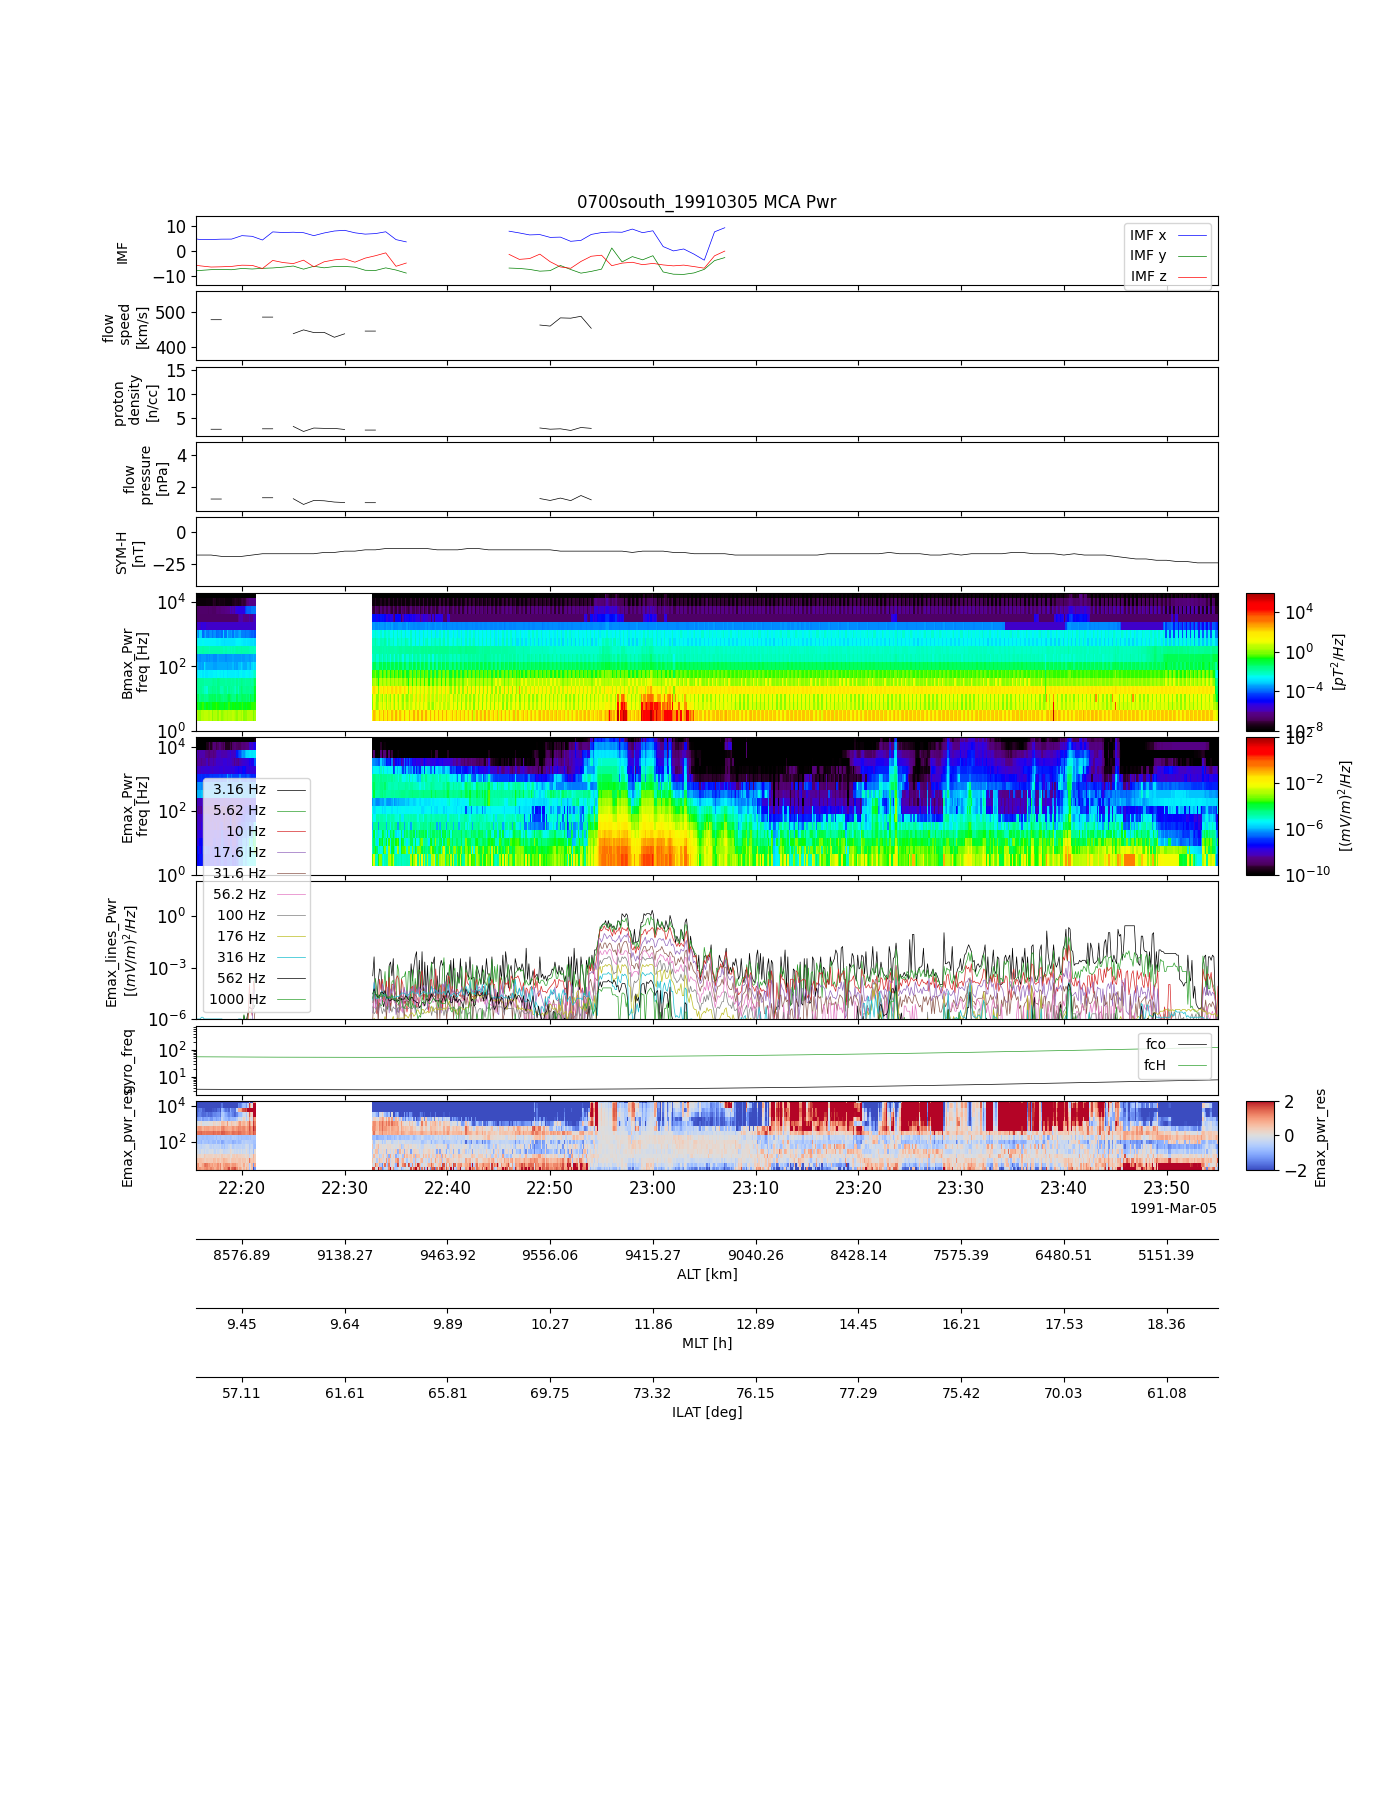 0700south_19910305 MCA Pwr
IMF
10
0
−10
IMF x
IMF y
IMF z
flow
speed
[km/s]
500
400
proton
density
[n/cc]
15
10
5
flow
pressure
[nPa]
4
2
SYM-H
[nT]
0
−25
Bmax_Pwr
freq [Hz]
10^4
10^2
10^0
10^4
10^0
10^−4
10^−8
[pT^2/Hz]
Emax_Pwr
freq [Hz]
10^4
10^2
10^0
10^2
10^−2
10^−6
10^−10
[(mV/m)^2/Hz]
3.16 Hz
5.62 Hz
10 Hz
17.6 Hz
31.6 Hz
56.2 Hz
100 Hz
176 Hz
316 Hz
562 Hz
1000 Hz
Emax_lines_Pwr
[(mV/m)^2/Hz]
10^0
10^−3
10^−6
gyro_freq
10^2
10^1
fco
fcH
Emax_pwr_res
10^4
10^2
2
0
−2
Emax_pwr_res
22:20 22:30 22:40 22:50 23:00 23:10 23:20 23:30 23:40 23:50
1991-Mar-05
8576.89 9138.27 9463.92 9556.06 9415.27 9040.26 8428.14 7575.39 6480.51 5151.39
ALT [km]
9.45 9.64 9.89 10.27 11.86 12.89 14.45 16.21 17.53 18.36
MLT [h]
57.11 61.61 65.81 69.75 73.32 76.15 77.29 75.42 70.03 61.08
ILAT [deg]